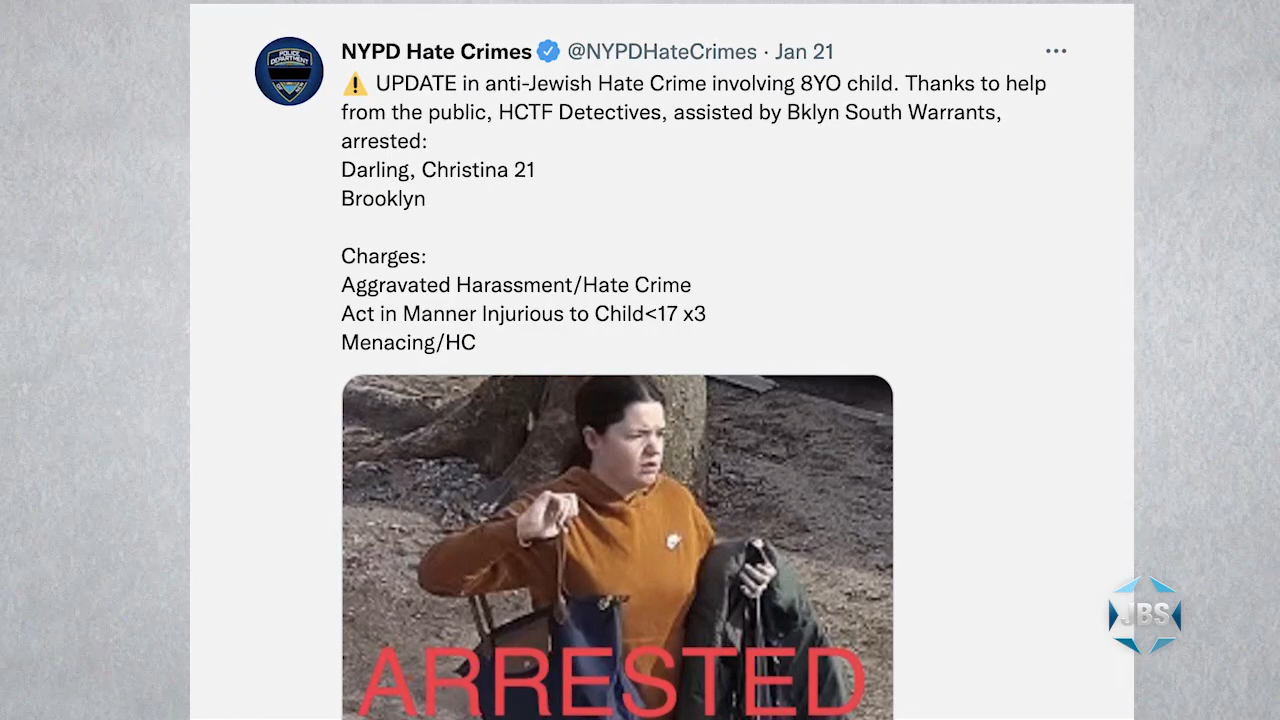 POLICE
DEPARTMENT
NYPD Hate Crimes @NYPDHateCrimes · Jan 21
⚠️ UPDATE in anti-Jewish Hate Crime involving 8YO child. Thanks to help
from the public, HCTF Detectives, assisted by Bklyn South Warrants,
arrested:
Darling, Christina 21
Brooklyn
Charges:
Aggravated Harassment/Hate Crime
Act in Manner Injurious to Child<17 x3
Menacing/HC
ARRESTED
JBS